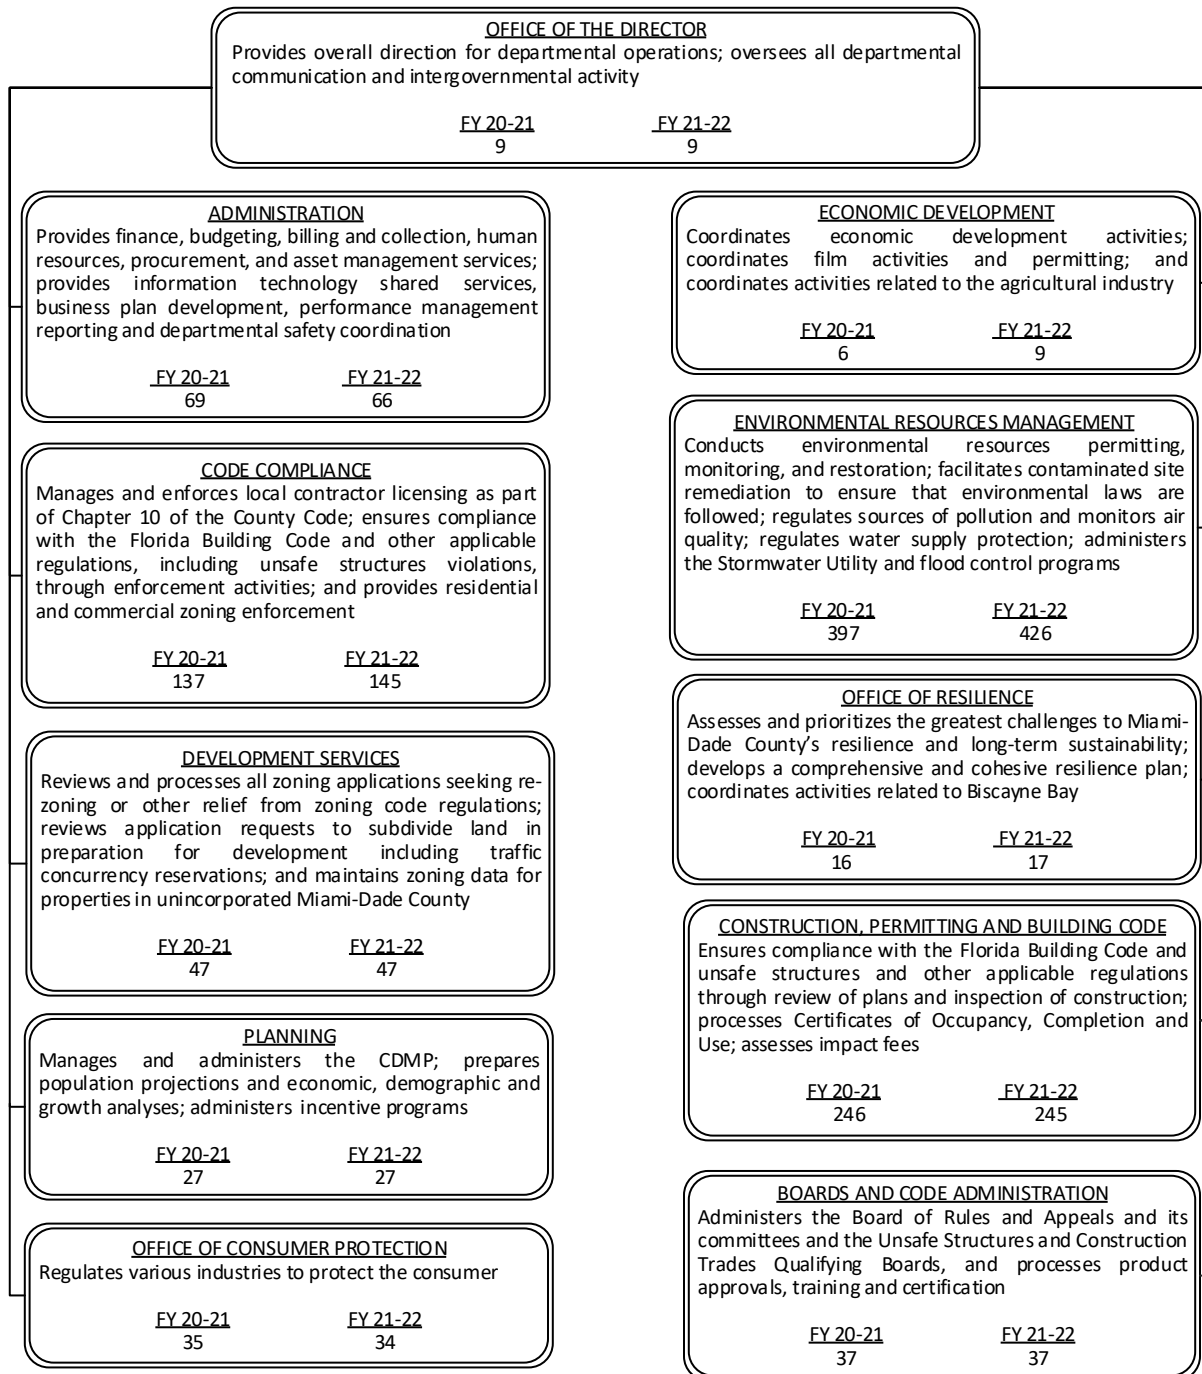 OFFICE OF THE DIRECTOR
Provides overall direction for departmental operations; oversees all departmental
communication and intergovernmental activity
FY 20-21 FY 21-22
9 9
ADMINISTRATION
Provides finance, budgeting, billing and collection, human
resources, procurement, and asset management services;
provides information technology shared services,
business plan development, performance management
reporting and departmental safety coordination
FY 20-21 FY 21-22
69 66
CODE COMPLIANCE
Manages and enforces local contractor licensing as part
of Chapter 10 of the County Code; ensures compliance
with the Florida Building Code and other applicable
regulations, including unsafe structures violations,
through enforcement activities; and provides residential
and commercial zoning enforcement
FY 20-21 FY 21-22
137 145
DEVELOPMENT SERVICES
Reviews and processes all zoning applications seeking re-
zoning or other relief from zoning code regulations;
reviews application requests to subdivide land in
preparation for development including traffic
concurrency reservations; and maintains zoning data for
properties in unincorporated Miami-Dade County
FY 20-21 FY 21-22
47 47
PLANNING
Manages and administers the CDMP; prepares
population projections and economic, demographic and
growth analyses; administers incentive programs
FY 20-21 FY 21-22
27 27
OFFICE OF CONSUMER PROTECTION
Regulates various industries to protect the consumer
FY 20-21 FY 21-22
35 34
ECONOMIC DEVELOPMENT
Coordinates economic development activities;
coordinates film activities and permitting; and
coordinates activities related to the agricultural industry
FY 20-21 FY 21-22
6 9
ENVIRONMENTAL RESOURCES MANAGEMENT
Conducts environmental resources permitting,
monitoring, and restoration; facilitates contaminated site
remediation to ensure that environmental laws are
followed; regulates sources of pollution and monitors air
quality; regulates water supply protection; administers
the Stormwater Utility and flood control programs
FY 20-21 FY 21-22
397 426
OFFICE OF RESILIENCE
Assesses and prioritizes the greatest challenges to Miami-
Dade County’s resilience and long-term sustainability;
develops a comprehensive and cohesive resilience plan;
coordinates activities related to Biscayne Bay
FY 20-21 FY 21-22
16 17
CONSTRUCTION, PERMITTING AND BUILDING CODE
Ensures compliance with the Florida Building Code and
unsafe structures and other applicable regulations
through review of plans and inspection of construction;
processes Certificates of Occupancy, Completion and
Use; assesses impact fees
FY 20-21 FY 21-22
246 245
BOARDS AND CODE ADMINISTRATION
Administers the Board of Rules and Appeals and its
committees and the Unsafe Structures and Construction
Trades Qualifying Boards, and processes product
approvals, training and certification
FY 20-21 FY 21-22
37 37